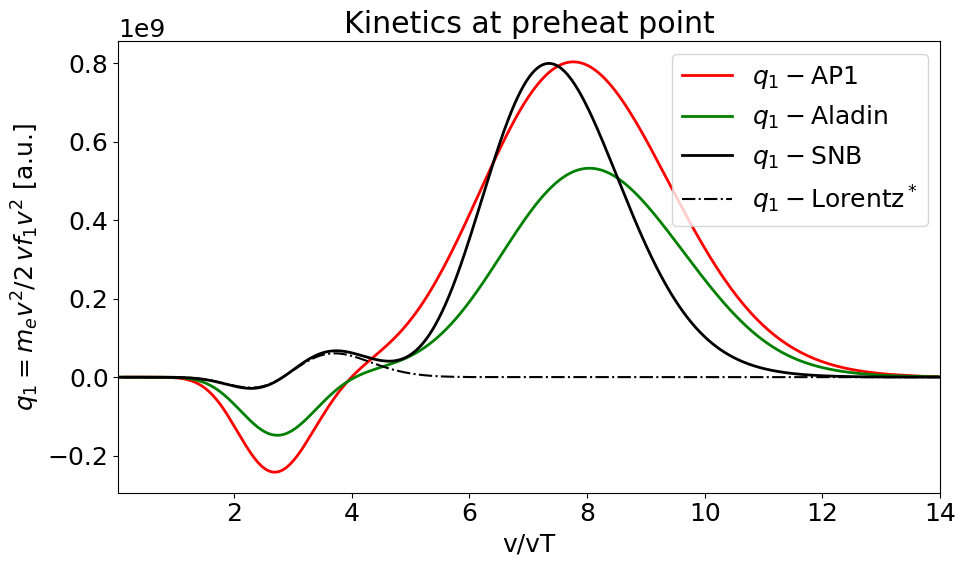 Kinetics at preheat point
1e9
q₁ = mₑv²/2 vf₁v² [a.u.]
0.8
0.6
0.4
0.2
0.0
−0.2
2 4 6 8 10 12 14
v/vT
q₁ − AP1
q₁ − Aladin
q₁ − SNB
q₁ − Lorentz*